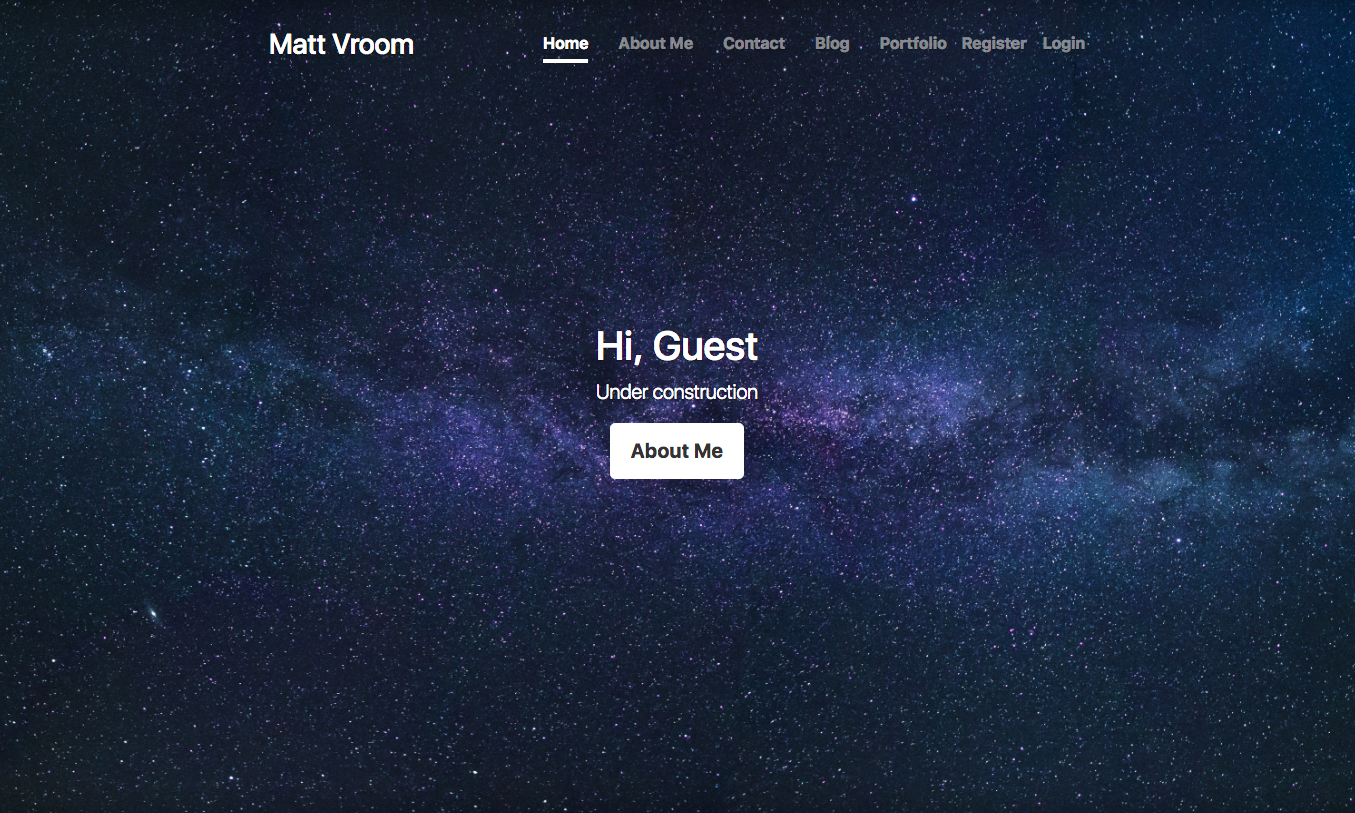 Matt Vroom Home About Me Contact Blog Portfolio Register Login
Hi, Guest
Under construction
About Me